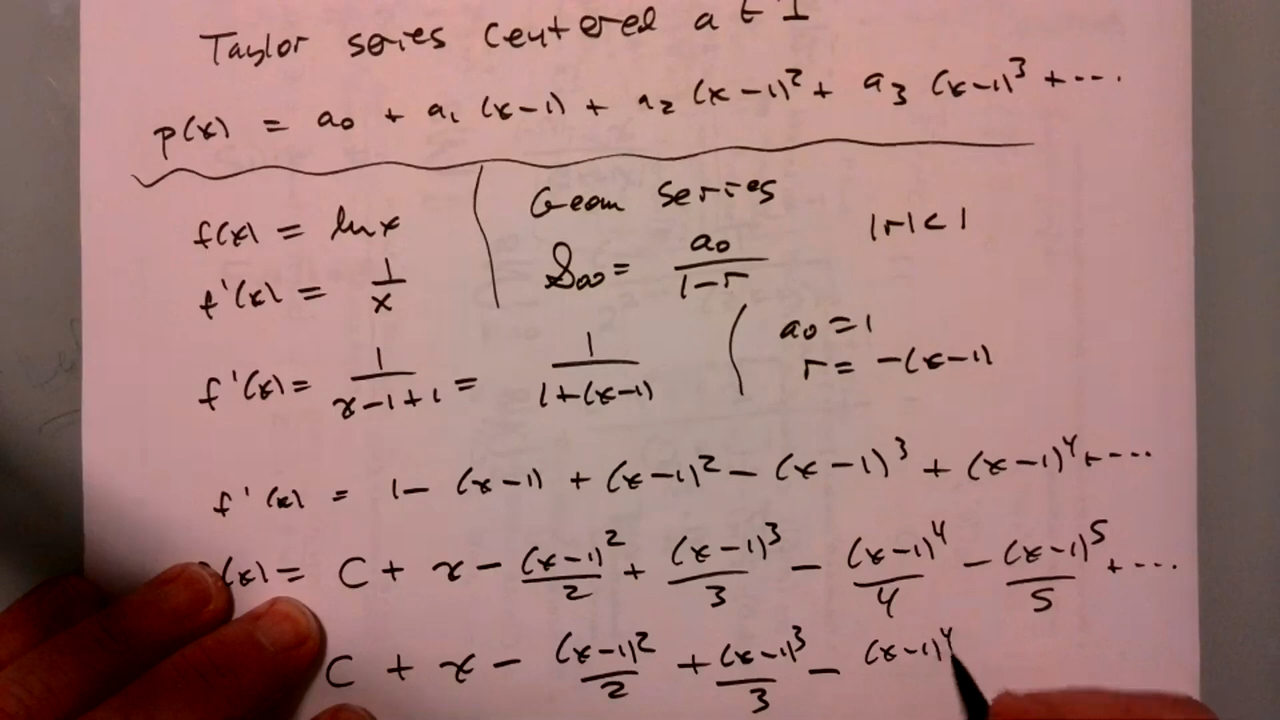 Taylor series centered at 1
p(x) = a₀ + a₁ (x-1) + a₂ (x-1)² + a₃ (x-1)³ + ....
f(x) = ln x
f'(x) = 1/x
Geom series
S∞ = a₀/(1-r)
|r| < 1
f'(x) = 1/(x-1+1) = 1/(1+(x-1))
a₀ = 1
r = -(x-1)
f'(x) = 1 - (x-1) + (x-1)² - (x-1)³ + (x-1)⁴ + ....
(x) = C + x - (x-1)²/2 + (x-1)³/3 - (x-1)⁴/4 - (x-1)⁵/5 + ....
C + x - (x-1)²/2 + (x-1)³/3 - (x-1)⁴